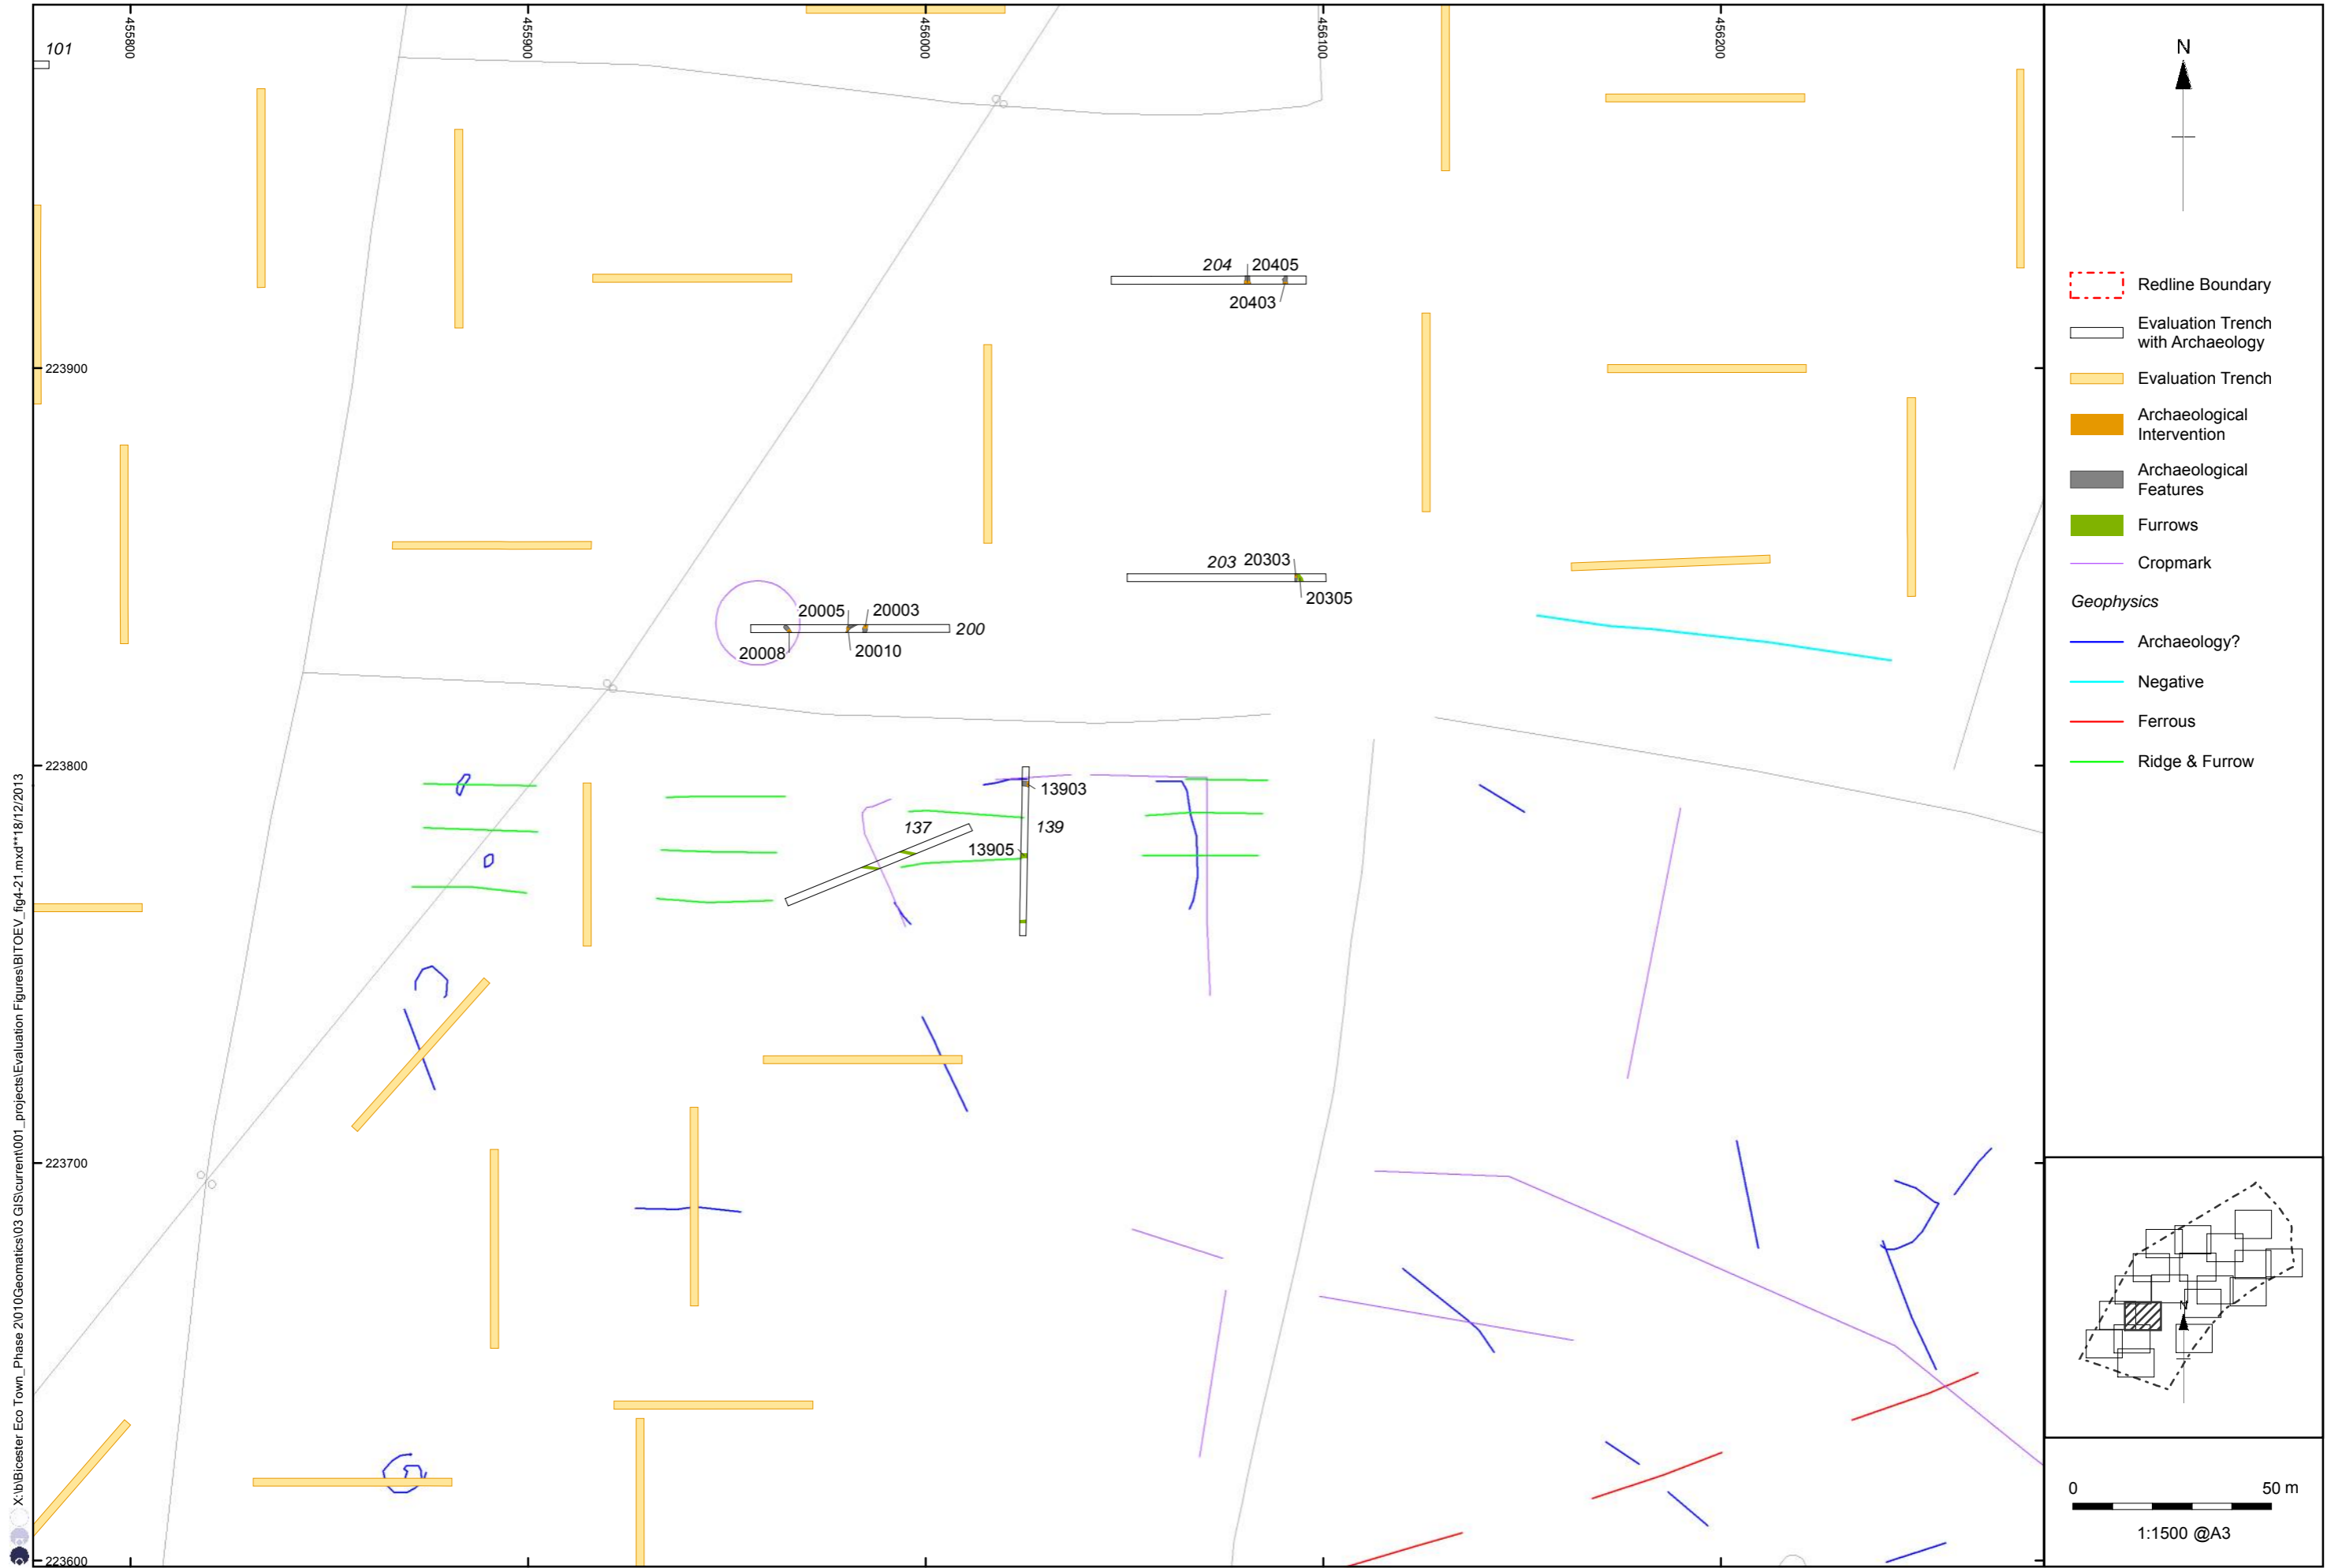 101
455800
455900
456000
456100
456200
204
20405
20403
223900
203
20303
20305
20005
20003
200
20008
20010
223800
13903
137
139
13905
223700
223600
X:\b\Bicester Eco Town_Phase 2\010Geomatics\03 GIS\current\001_projects\Evaluation Figures\BITOEV_fig4-21.mxd**18/12/2013
N
Redline Boundary
Evaluation Trench
with Archaeology
Evaluation Trench
Archaeological
Intervention
Archaeological
Features
Furrows
Cropmark
Geophysics
Archaeology?
Negative
Ferrous
Ridge & Furrow
N
0 50 m
1:1500 @A3